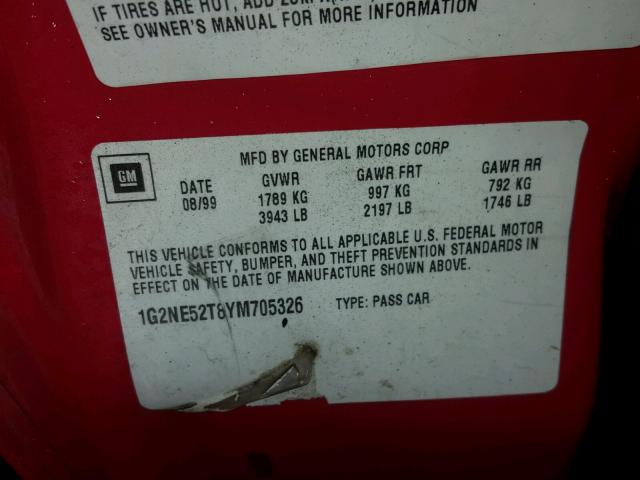 IF TIRES ARE HOT, ADD
SEE OWNER'S MANUAL FOR MORE INFORMATION
GM
MFD BY GENERAL MOTORS CORP
DATE GVWR GAWR FRT GAWR RR
08/99 1789 KG 997 KG 792 KG
3943 LB 2197 LB 1746 LB
THIS VEHICLE CONFORMS TO ALL APPLICABLE U.S. FEDERAL MOTOR
VEHICLE SAFETY, BUMPER, AND THEFT PREVENTION STANDARDS IN
EFFECT ON THE DATE OF MANUFACTURE SHOWN ABOVE.
1G2NE52T8YM705326 TYPE: PASS CAR